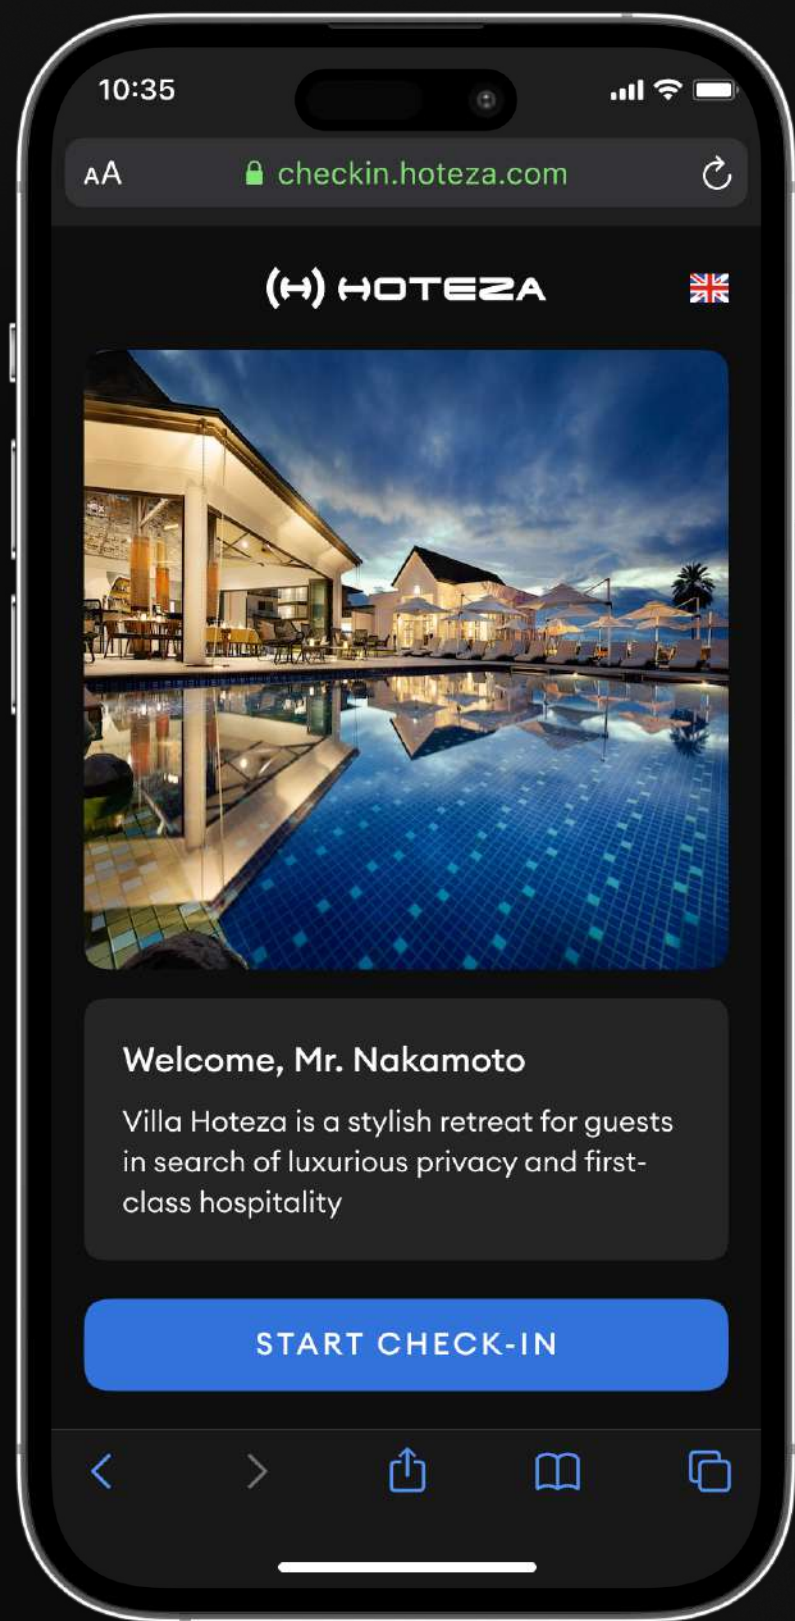 10:35
AA checkin.hoteza.com
(H) HOTEZA
Welcome, Mr. Nakamoto
Villa Hoteza is a stylish retreat for guests
in search of luxurious privacy and first-
class hospitality
START CHECK-IN